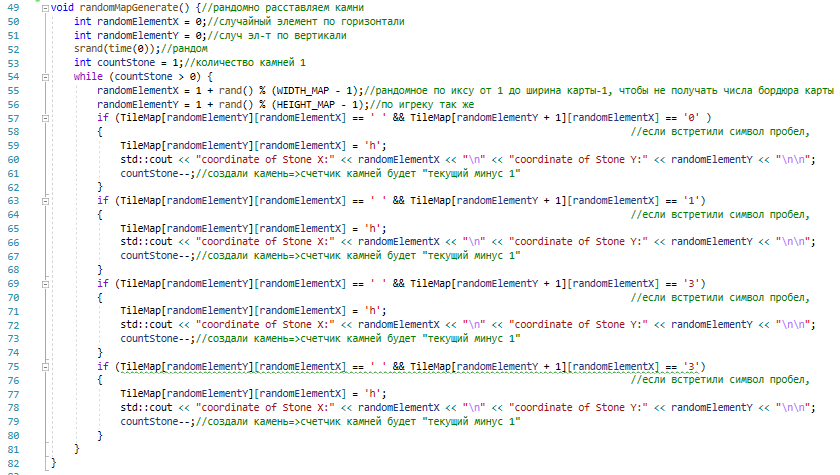 49 void randomMapGenerate() {//рандомно расставляем камни
50 int randomElementX = 0;//случайный элемент по горизонтали
51 int randomElementY = 0;//случ эл-т по вертикали
52 srand(time(0));//рандом
53 int countStone = 1;//количество камней 1
54 while (countStone > 0) {
55 randomElementX = 1 + rand() % (WIDTH_MAP - 1);//рандомное по иксу от 1 до ширина карты-1, чтобы не получать числа бордюра карты
56 randomElementY = 1 + rand() % (HEIGHT_MAP - 1);//по игреку так же
57 if (TileMap[randomElementY][randomElementX] == ' ' && TileMap[randomElementY + 1][randomElementX] == '0' )
58 { //если встретили символ пробел,
59 TileMap[randomElementY][randomElementX] = 'h';
60 std::cout << "coordinate of Stone X:" << randomElementX << "\n" << "coordinate of Stone Y:" << randomElementY << "\n\n";
61 countStone--;//создали камень=>счетчик камней будет "текущий минус 1"
62 }
63 if (TileMap[randomElementY][randomElementX] == ' ' && TileMap[randomElementY + 1][randomElementX] == '1')
64 { //если встретили символ пробел,
65 TileMap[randomElementY][randomElementX] = 'h';
66 std::cout << "coordinate of Stone X:" << randomElementX << "\n" << "coordinate of Stone Y:" << randomElementY << "\n\n";
67 countStone--;//создали камень=>счетчик камней будет "текущий минус 1"
68 }
69 if (TileMap[randomElementY][randomElementX] == ' ' && TileMap[randomElementY + 1][randomElementX] == '3')
70 { //если встретили символ пробел,
71 TileMap[randomElementY][randomElementX] = 'h';
72 std::cout << "coordinate of Stone X:" << randomElementX << "\n" << "coordinate of Stone Y:" << randomElementY << "\n\n";
73 countStone--;//создали камень=>счетчик камней будет "текущий минус 1"
74 }
75 if (TileMap[randomElementY][randomElementX] == ' ' && TileMap[randomElementY + 1][randomElementX] == '3')
76 { //если встретили символ пробел,
77 TileMap[randomElementY][randomElementX] = 'h';
78 std::cout << "coordinate of Stone X:" << randomElementX << "\n" << "coordinate of Stone Y:" << randomElementY << "\n\n";
79 countStone--;//создали камень=>счетчик камней будет "текущий минус 1"
80 }
81 }
82 }